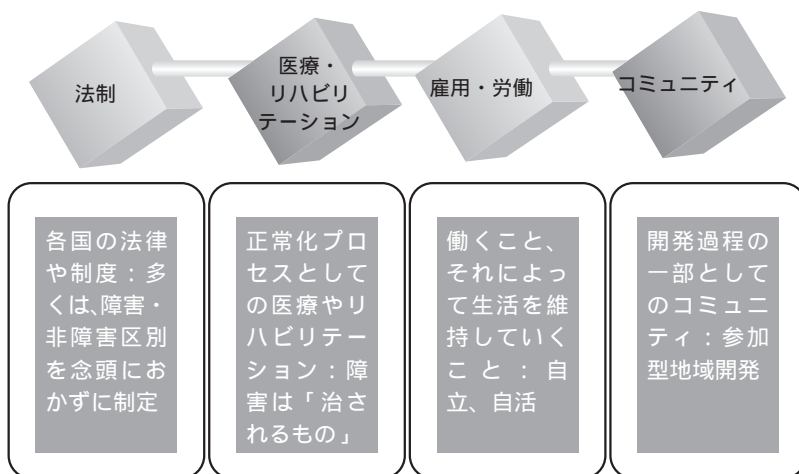 法制
医療・
リハビリ
テーション
雇用・労働
コミュニティ
各国の法律
や制度：多
くは、障害・
非障害区別
を念頭にお
かずに制定
正常化プロ
セスとして
の医療やリ
ハビリテー
ション：障
害は「治さ
れるもの」
働くこと、
それによっ
て生活を維
持していく
こと：自
立、自活
開発過程の
一部として
のコミュニ
ティ：参加
型地域開発